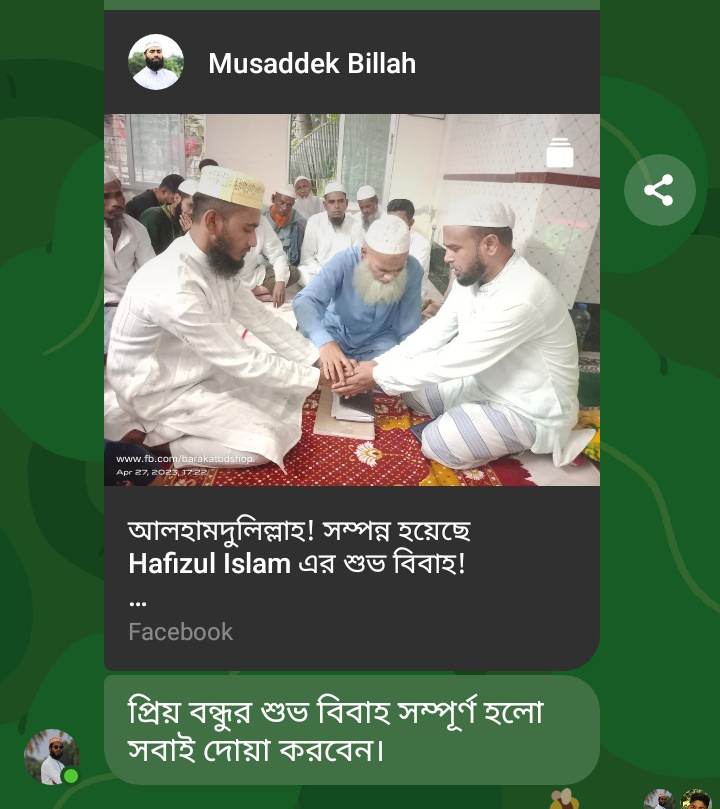 Musaddek Billah
www.fb.com/barakatbdshop
Apr 27, 2023, 17:22
আলহামদুলিল্লাহ! সম্পন্ন হয়েছে
Hafizul Islam এর শুভ বিবাহ!
...
Facebook
প্রিয় বন্ধুর শুভ বিবাহ সম্পূর্ণ হলো
সবাই দোয়া করবেন।